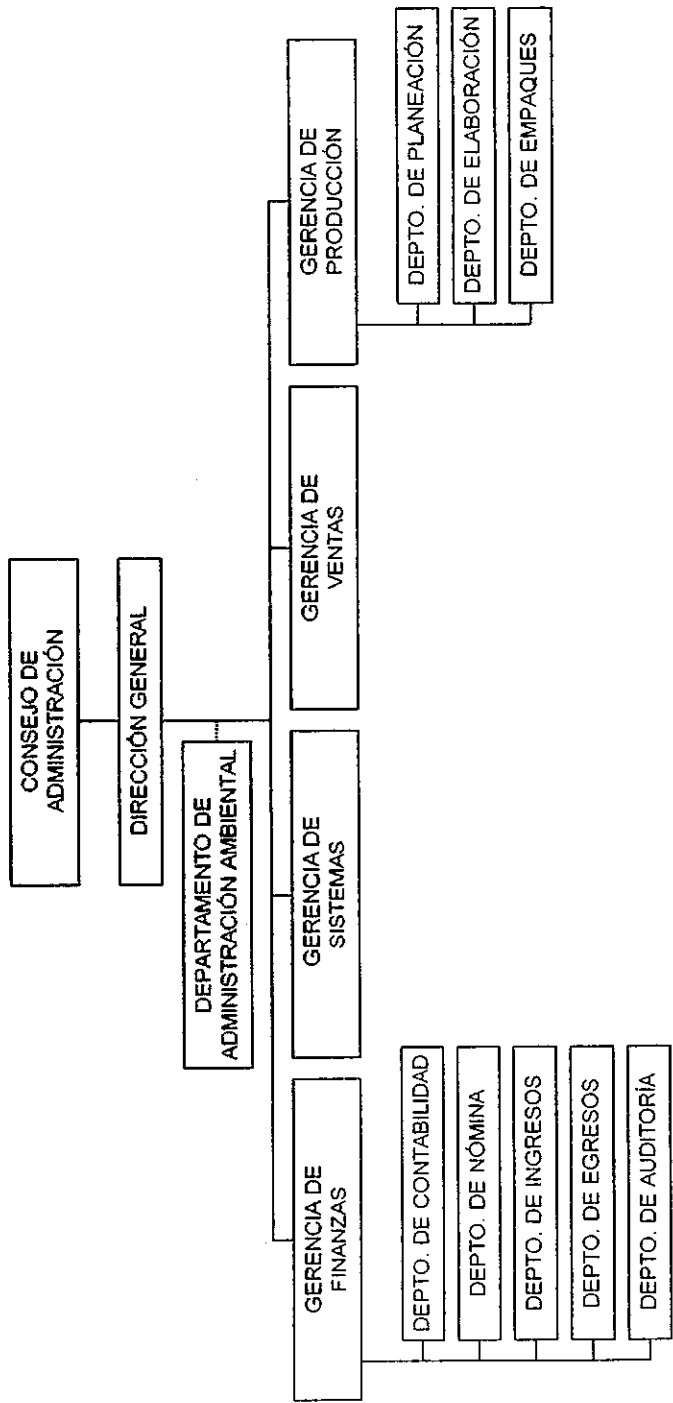 CONSEJO DE
ADMINISTRACIÓN
DIRECCIÓN GENERAL
DEPARTAMENTO DE
ADMINISTRACIÓN AMBIENTAL
GERENCIA DE
FINANZAS
GERENCIA DE
SISTEMAS
GERENCIA DE
VENTAS
GERENCIA DE
PRODUCCIÓN
DEPTO. DE CONTABILIDAD
DEPTO. DE NÓMINA
DEPTO. DE INGRESOS
DEPTO. DE EGRESOS
DEPTO. DE AUDITORÍA
DEPTO. DE PLANEACIÓN
DEPTO. DE ELABORACIÓN
DEPTO. DE EMPAQUES